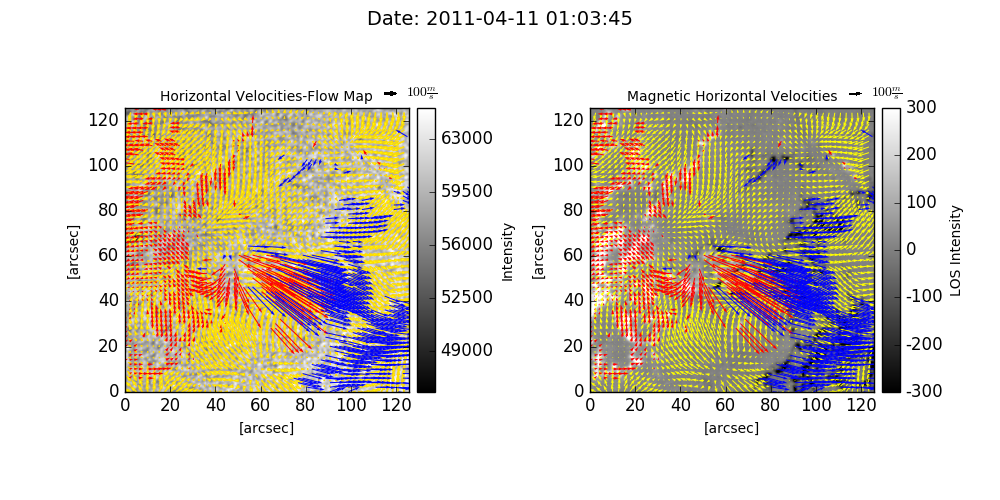 Date: 2011-04-11 01:03:45
Horizontal Velocities-Flow Map
100 m/s
120
100
80
60
40
20
0
0 20 40 60 80 100 120
[arcsec]
[arcsec]
63000
59500
56000
52500
49000
Intensity
Magnetic Horizontal Velocities
100 m/s
120
100
80
60
40
20
0
0 20 40 60 80 100 120
[arcsec]
[arcsec]
300
200
100
0
-100
-200
-300
LOS Intensity